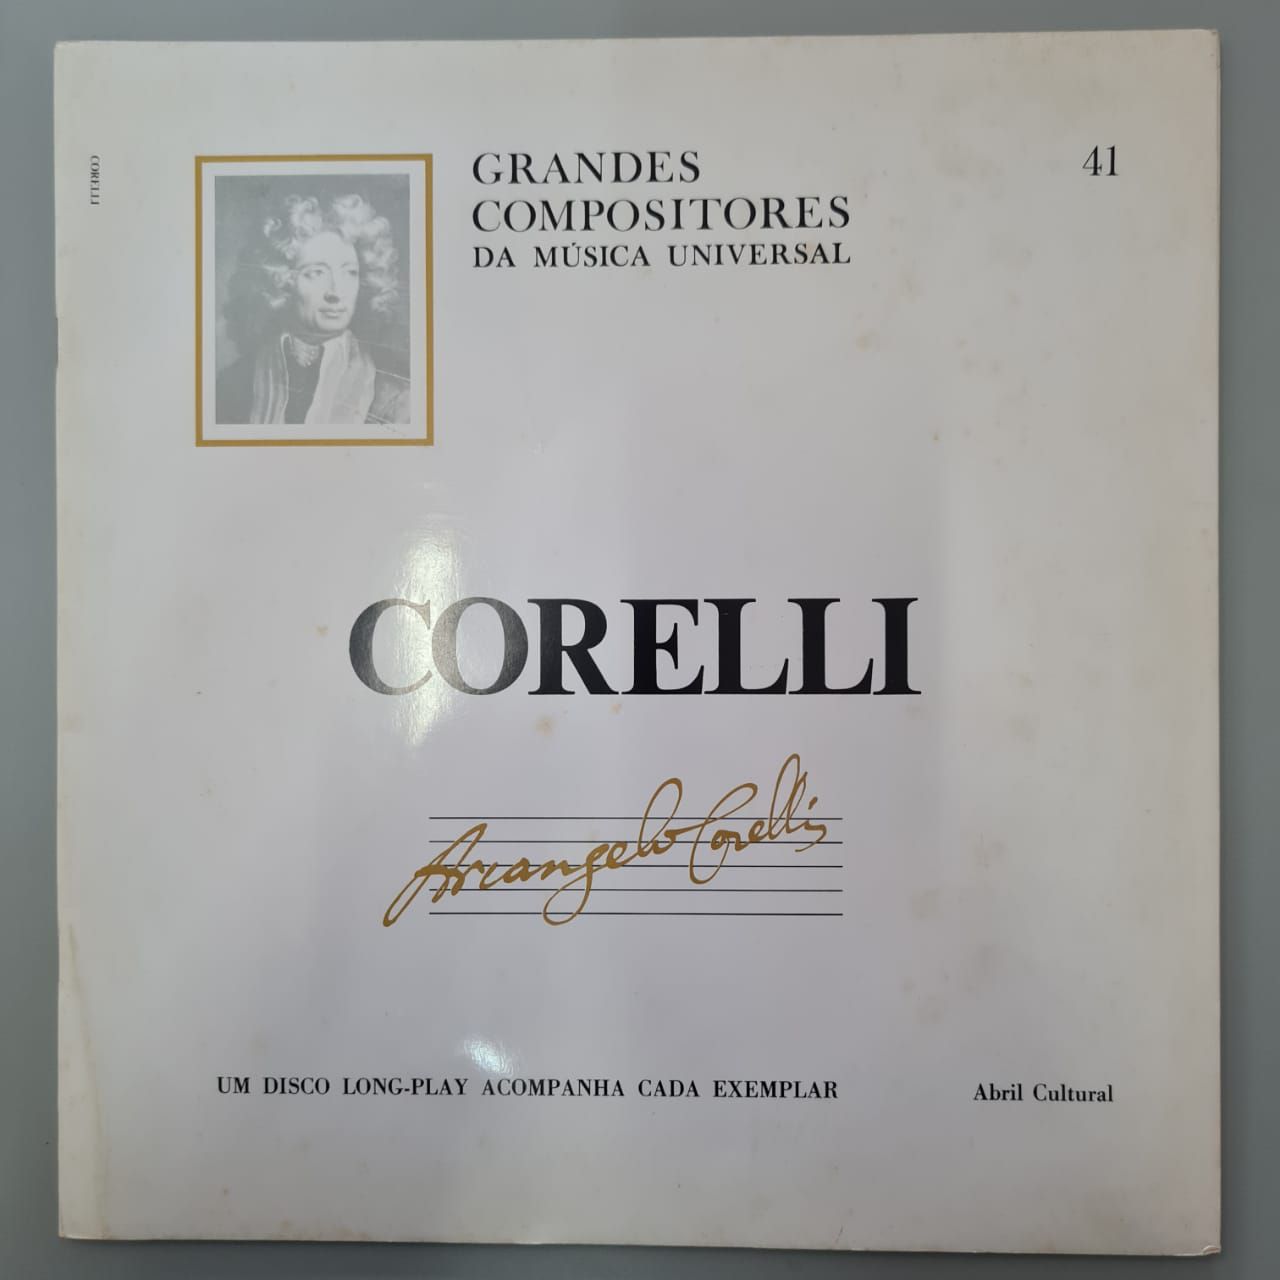 CORELLI
GRANDES
COMPOSITORES
DA MÚSICA UNIVERSAL
41
CORELLI
Arcangelo Corelli
UM DISCO LONG-PLAY ACOMPANHA CADA EXEMPLAR
Abril Cultural